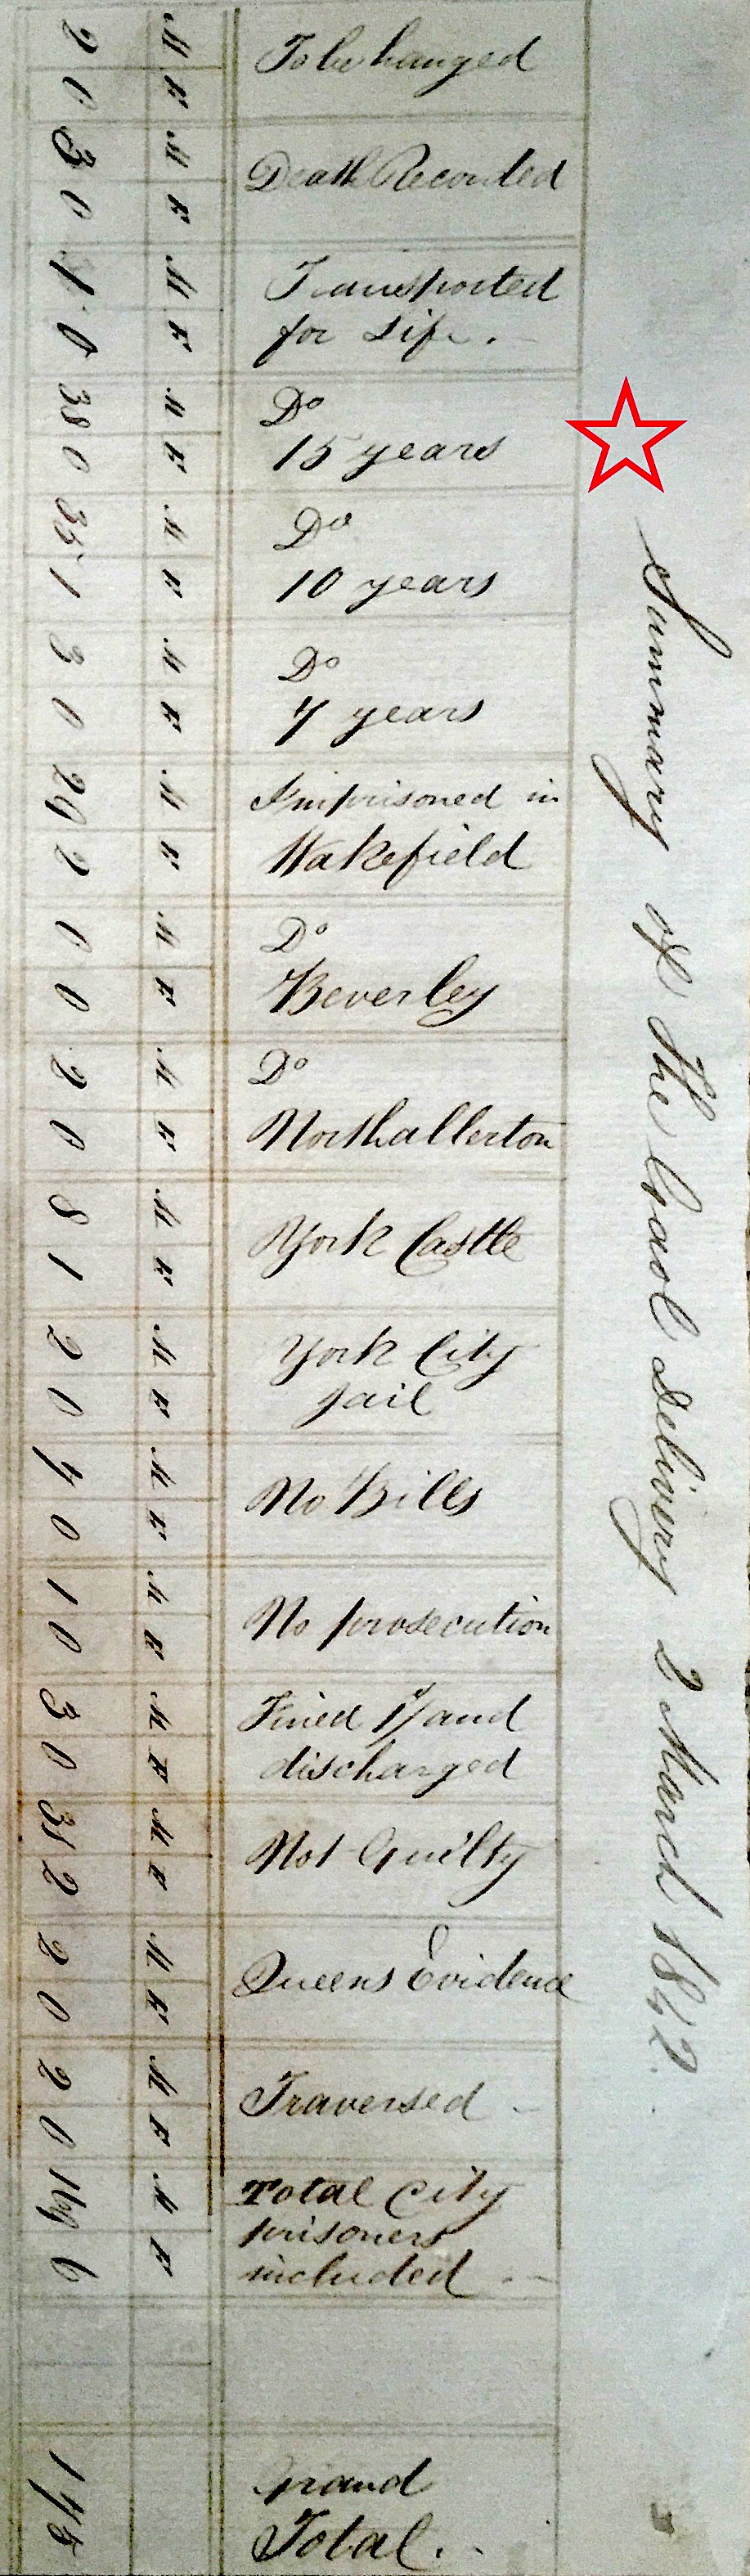 Summary of the Gaol Delivery 2 March 1842
To be hanged
M F
2 0
Death Recorded
M F
3 0
Transported
for Life.
M F
1 0
Do
15 years
M F
38 0
Do
10 years
M F
35 1
Do
7 years
M F
3 0
Imprisoned in
Wakefield
M F
29 2
Do
Beverley
M F
0 0
Do
Northallerton
M F
2 0
York Castle
M F
8 1
York City
Jail
M F
2 0
No Bills
M F
7 0
No prosecution
M F
1 0
Fined 1/ and
discharged
M F
3 0
Not Guilty
M F
31 2
Queens Evidence
M F
2 0
Traversed
M F
2 0
Total City
prisoners
included
M F
169 6
Grand
Total.
175